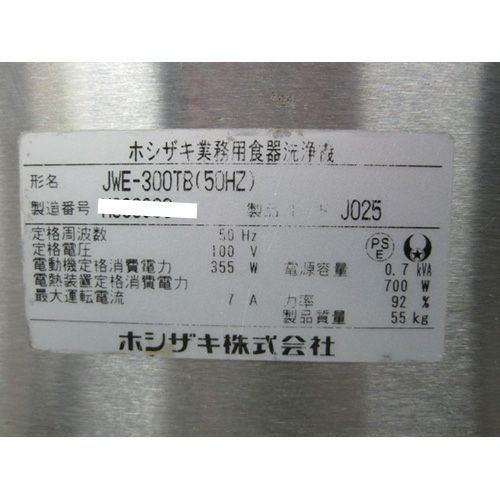 ホシザキ業務用食器洗浄機
形名 JWE-300TB(50HZ)
製造番号 J025
定格周波数 50 Hz
定格電圧 100 V
電動機定格消費電力 355 W 電源容量 0.7 kVA
電熱装置定格消費電力 700 W
最大運転電流 7 A 力率 92 %
製品質量 55 kg
PS
E
ホシザキ株式会社